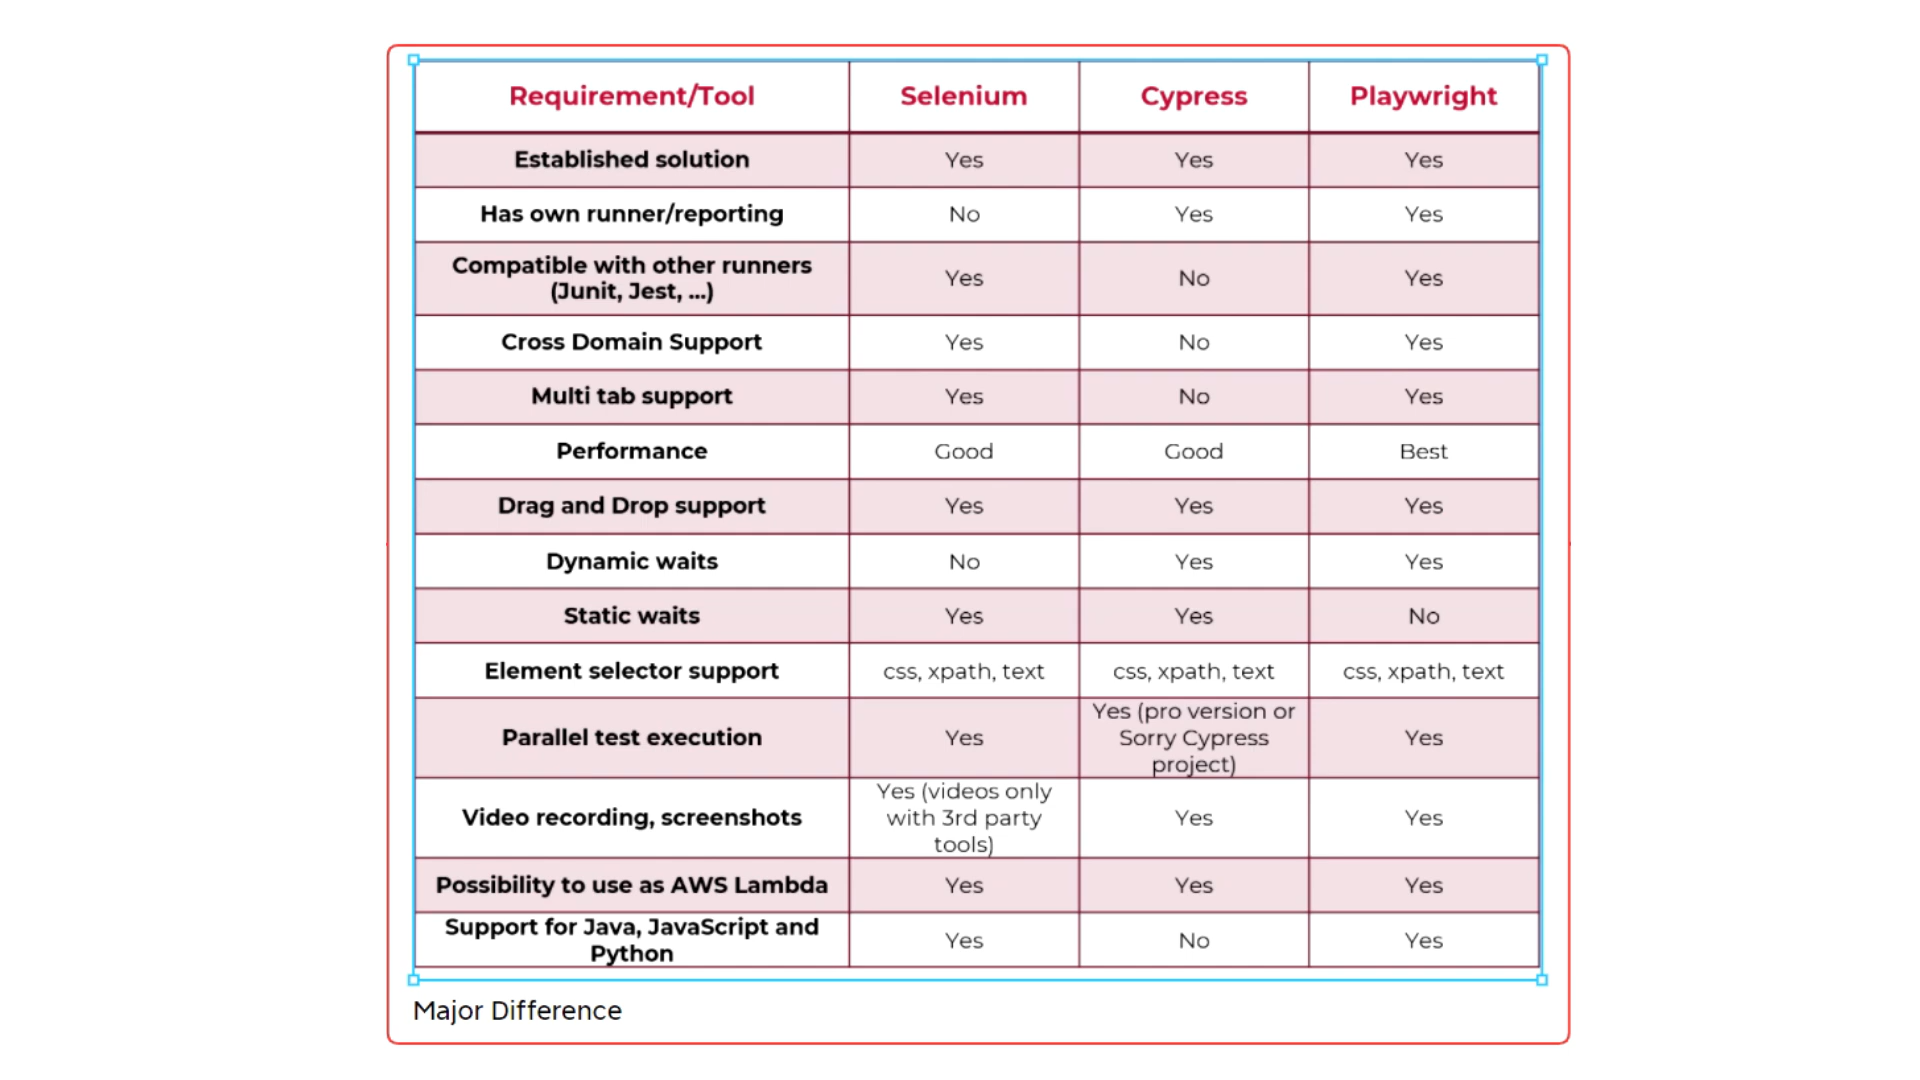 Requirement/Tool Selenium Cypress Playwright
Established solution Yes Yes Yes
Has own runner/reporting No Yes Yes
Compatible with other runners
(Junit, Jest, ...) Yes No Yes
Cross Domain Support Yes No Yes
Multi tab support Yes No Yes
Performance Good Good Best
Drag and Drop support Yes Yes Yes
Dynamic waits No Yes Yes
Static waits Yes Yes No
Element selector support css, xpath, text css, xpath, text css, xpath, text
Parallel test execution Yes Yes (pro version or
Sorry Cypress
project) Yes
Video recording, screenshots Yes (videos only
with 3rd party
tools) Yes Yes
Possibility to use as AWS Lambda Yes Yes Yes
Support for Java, JavaScript and
Python Yes No Yes
Major Difference